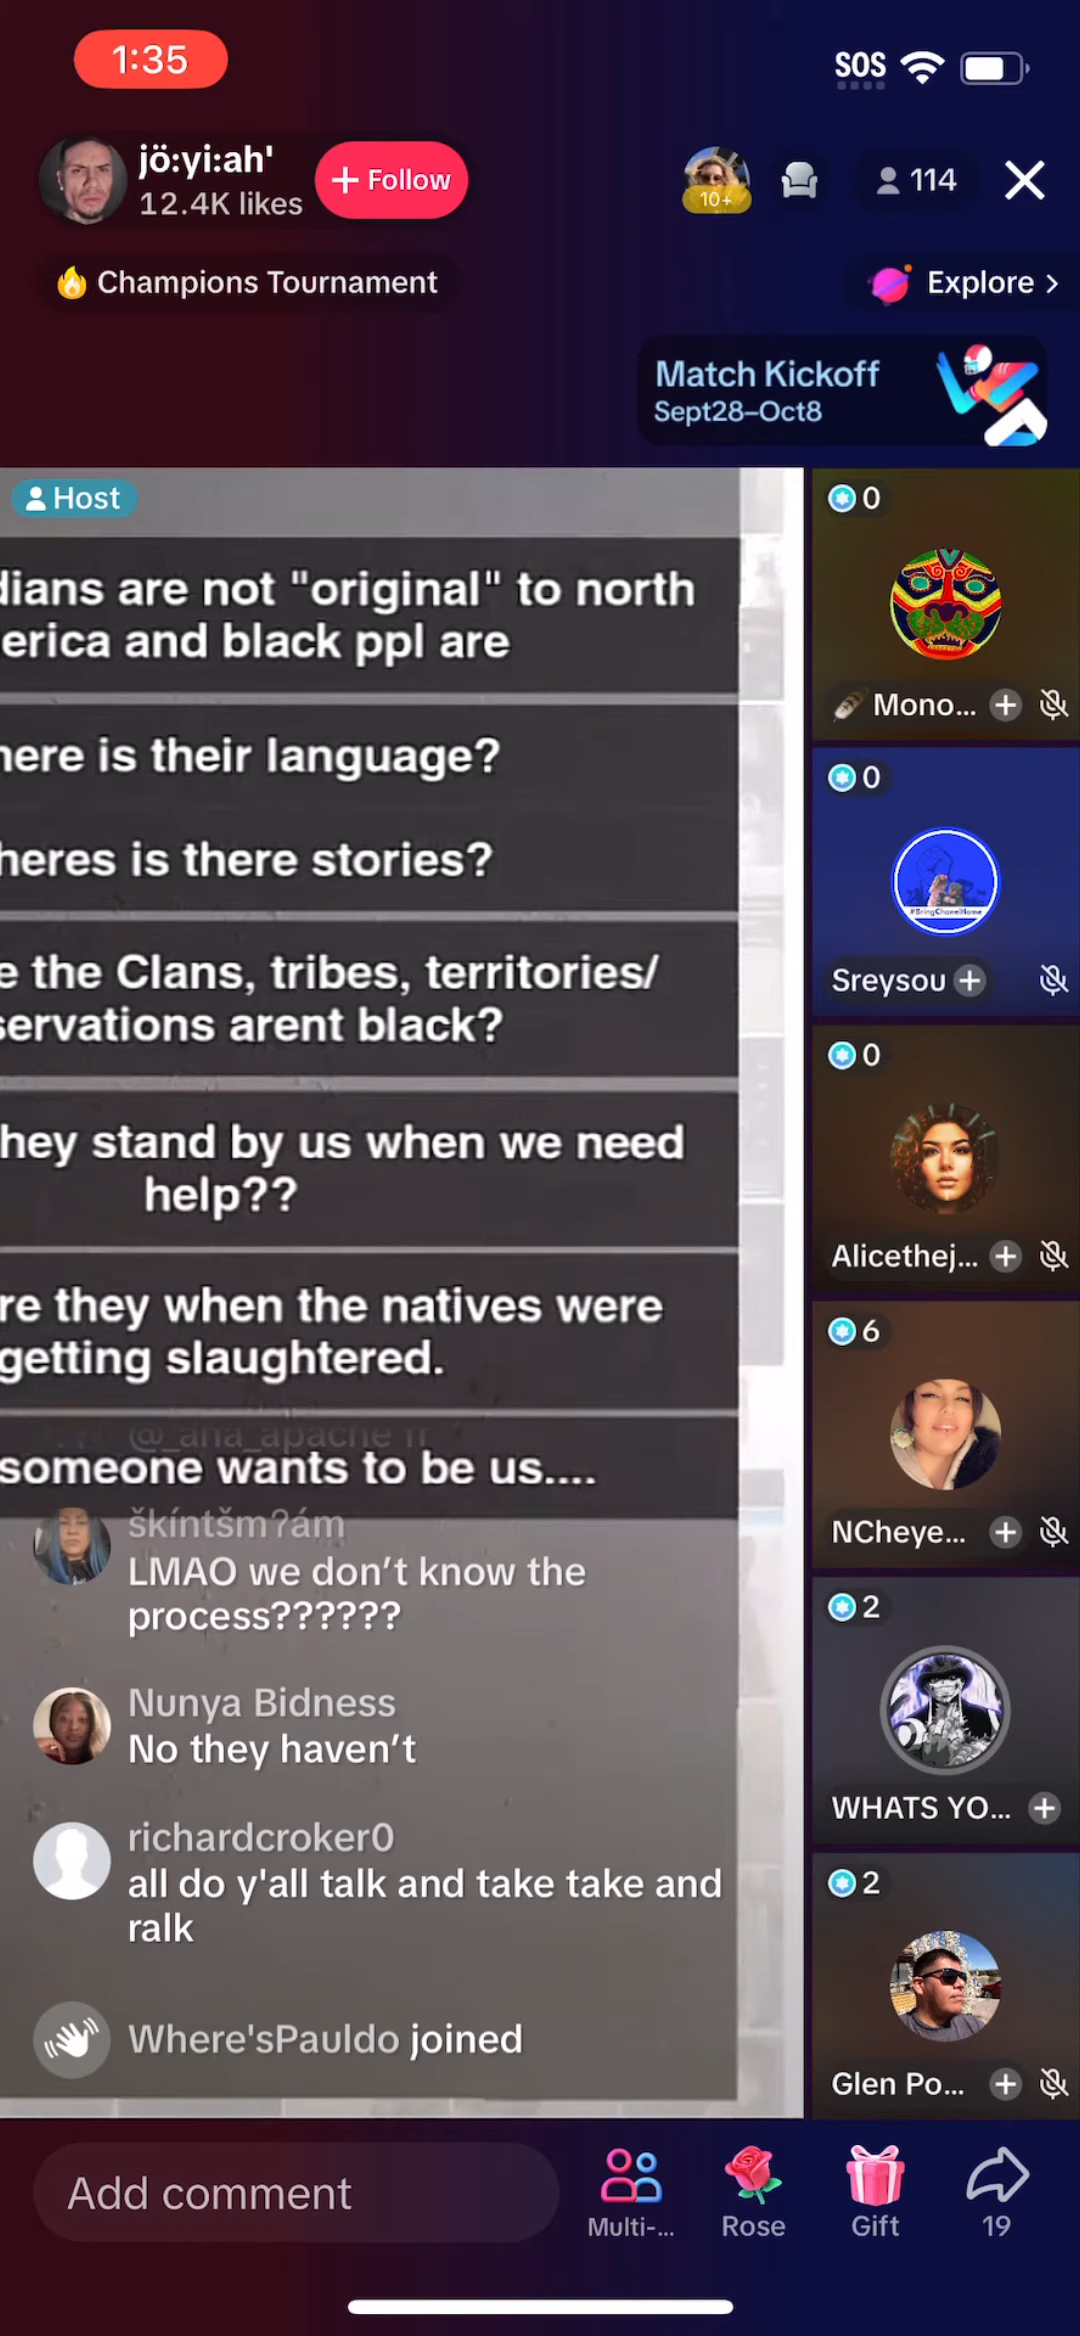 1:35
SOS
jö:yi:ah'
12.4K likes
+ Follow
10+
114
Champions Tournament
Explore >
Match Kickoff
Sept28–Oct8
Host
dians are not "original" to north
erica and black ppl are
here is their language?
heres is there stories?
e the Clans, tribes, territories/
servations arent black?
hey stand by us when we need
help??
re they when the natives were
getting slaughtered.
@_ana_apache fr
someone wants to be us....
škíntšmʔám
LMAO we don't know the
process??????
Nunya Bidness
No they haven't
richardcroker0
all do y'all talk and take take and
ralk
Where'sPauldo joined
0
Mono...
0
#BringChanelHome
Sreysou
0
Alicethej...
6
NCheye...
2
WHATS YO...
2
Glen Po...
Add comment
Multi-...
Rose
Gift
19